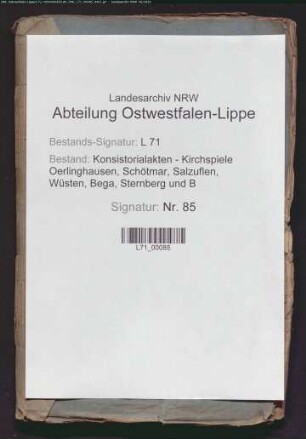 Landesarchiv NRW
Abteilung Ostwestfalen-Lippe
Bestands-Signatur: L 71
Bestand: Konsistorialakten - Kirchspiele
Oerlinghausen, Schötmar, Salzuflen,
Wüsten, Bega, Sternberg und B
Signatur: Nr. 85
L71_00085